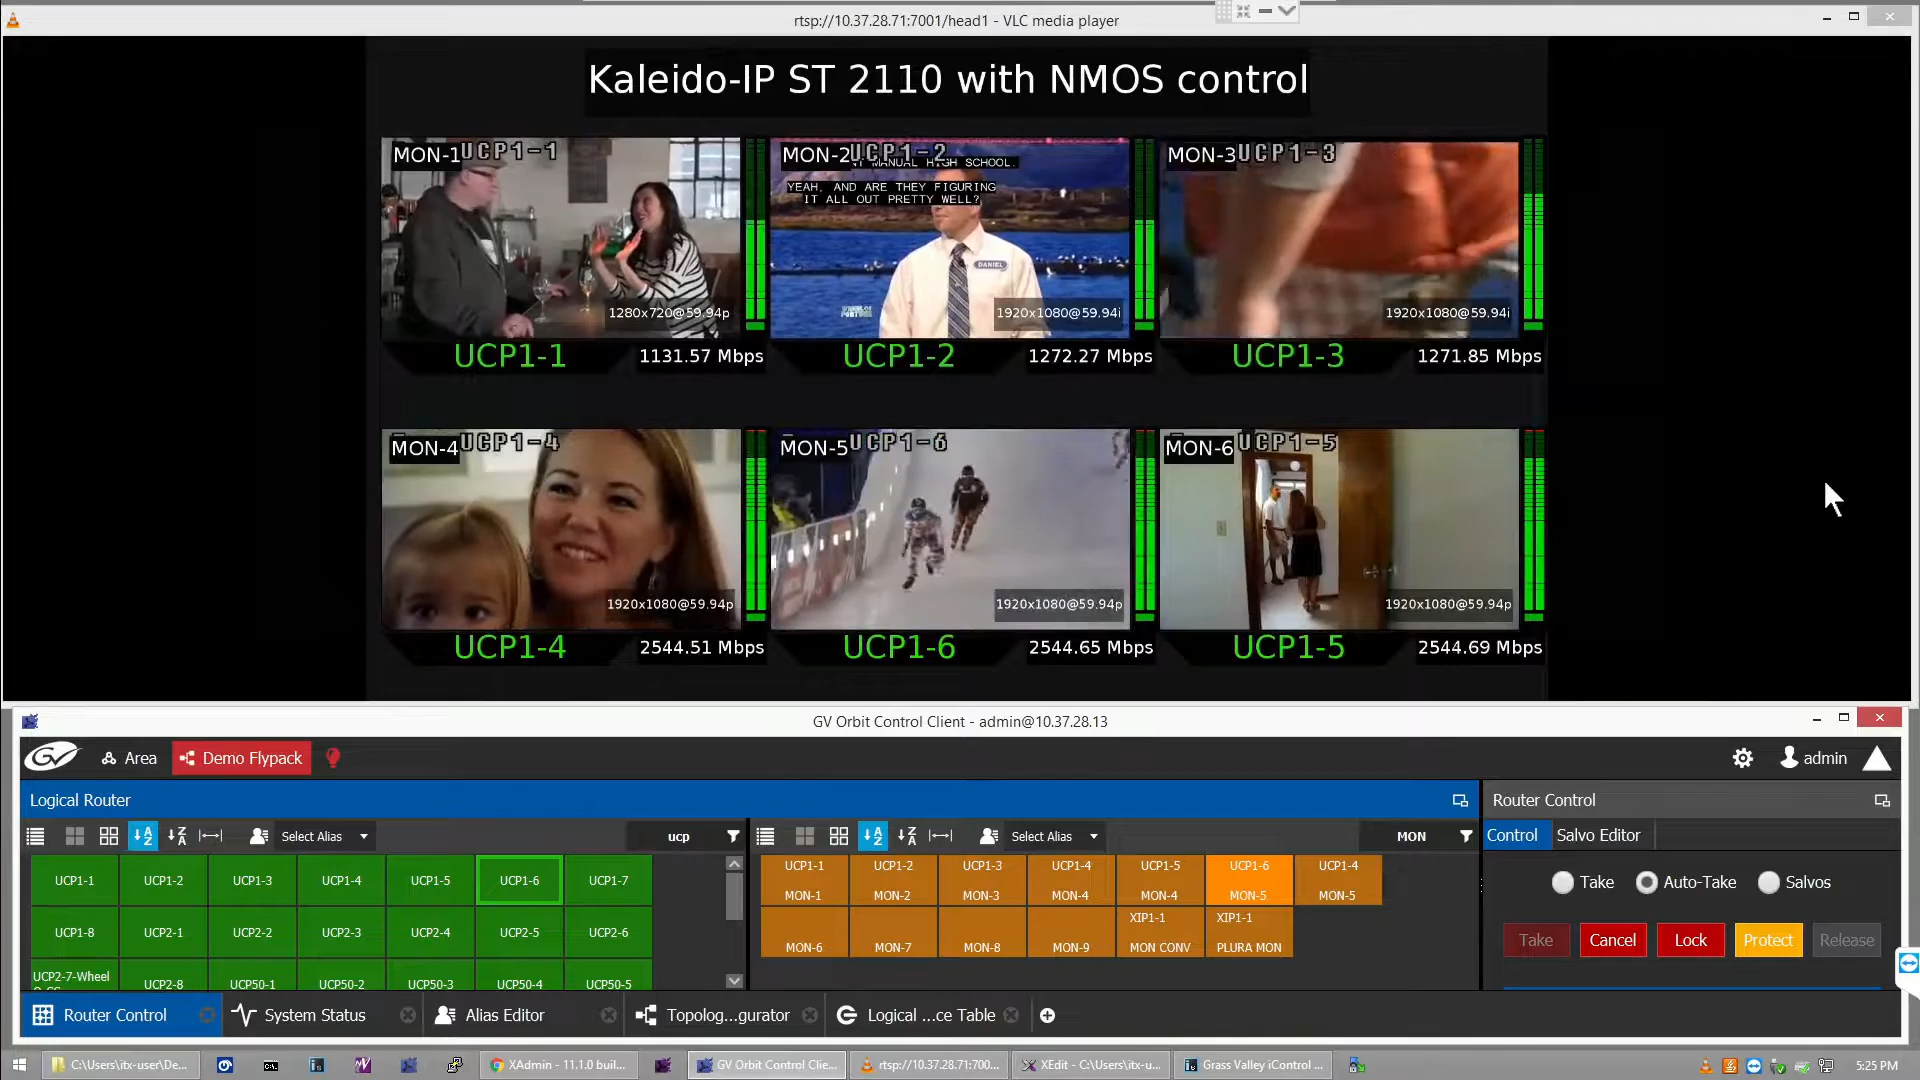 rtsp://10.37.28.71:7001/head1 - VLC media player
Kaleido-IP ST 2110 with NMOS control
MON-1 UCP1-1
1280x720@59.94p
UCP1-1 1131.57 Mbps
MON-2 UCP1-2
MANUAL HIGH SCHOOL.
YEAH, AND ARE THEY FIGURING
IT ALL OUT PRETTY WELL?
DANIEL
1920x1080@59.94i
UCP1-2 1272.27 Mbps
MON-3 UCP1-3
1920x1080@59.94i
UCP1-3 1271.85 Mbps
MON-4 UCP1-4
1920x1080@59.94p
UCP1-4 2544.51 Mbps
MON-5 UCP1-6
1920x1080@59.94p
UCP1-6 2544.65 Mbps
MON-6 UCP1-5
1920x1080@59.94p
UCP1-5 2544.69 Mbps
GV Orbit Control Client - admin@10.37.28.13
GV Area Demo Flypack admin
Logical Router
Select Alias ucp
UCP1-1 UCP1-2 UCP1-3 UCP1-4 UCP1-5 UCP1-6 UCP1-7
UCP1-8 UCP2-1 UCP2-2 UCP2-3 UCP2-4 UCP2-5 UCP2-6
UCP2-7-Wheel UCP2-8 UCP50-1 UCP50-2 UCP50-3 UCP50-4 UCP50-5
Select Alias MON
UCP1-1 UCP1-2 UCP1-3 UCP1-4 UCP1-5 UCP1-6 UCP1-4
MON-1 MON-2 MON-3 MON-4 MON-4 MON-5 MON-5
XIP1-1 XIP1-1
MON-6 MON-7 MON-8 MON-9 MON CONV PLURA MON
Router Control
Control Salvo Editor
Take Auto-Take Salvos
Take Cancel Lock Protect Release
Router Control System Status Alias Editor Topolog...gurator Logical ...ce Table
C:\Users\itx-user\De... XAdmin - 11.1.0 buil... GV Orbit Control Clie... rtsp://10.37.28.71:700... XEdit - C:\Users\itx-u... Grass Valley iControl ... 5:25 PM